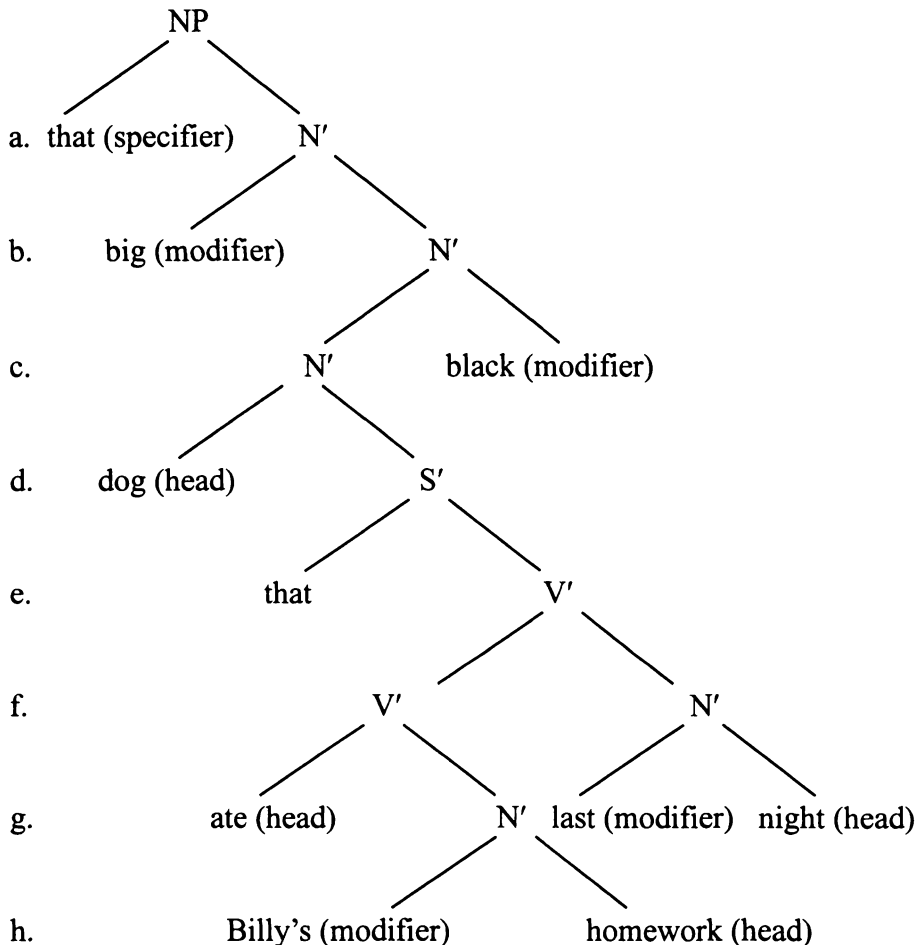 NP
a. that (specifier) N′
b. big (modifier) N′
c. N′ black (modifier)
d. dog (head) S′
e. that V′
f. V′ N′
g. ate (head) N′ last (modifier) night (head)
h. Billy’s (modifier) homework (head)